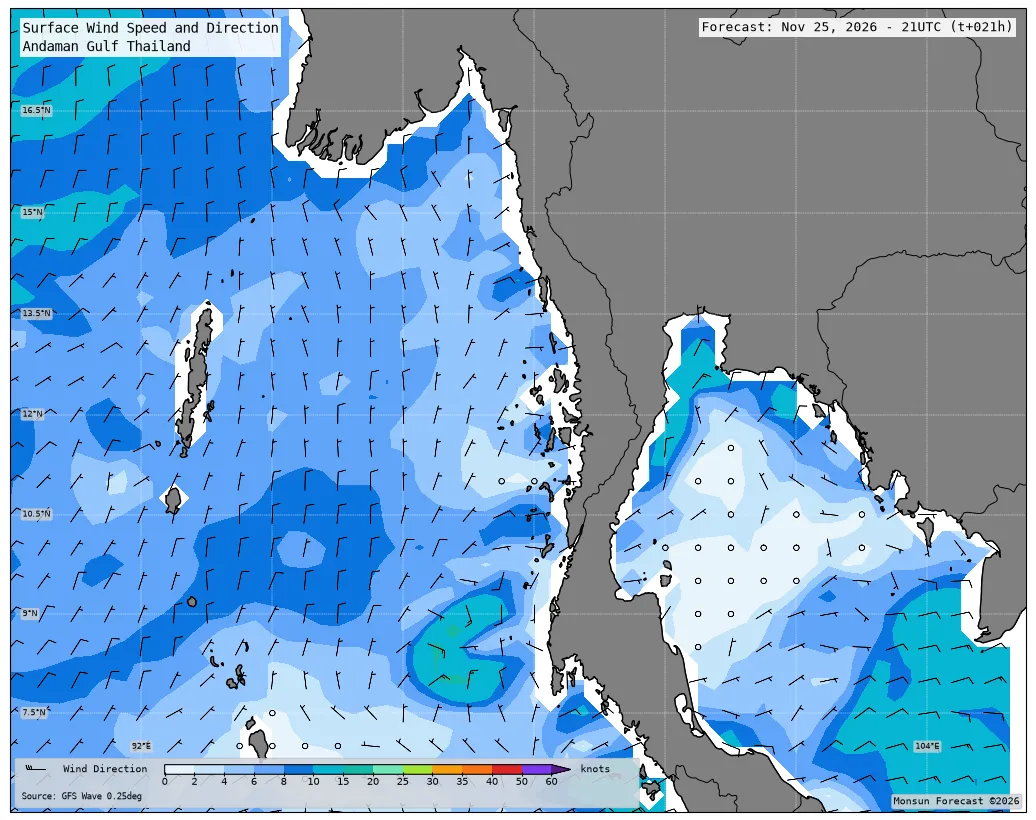 Surface Wind Speed and Direction
Andaman Gulf Thailand
Forecast: Nov 25, 2026 - 21UTC (t+021h)
16.5°N
15°N
13.5°N
12°N
10.5°N
9°N
7.5°N
92°E
104°E
Wind Direction
knots
0 2 4 6 8 10 15 20 25 30 35 40 50 60
Source: GFS Wave 0.25deg
Monsun Forecast ©2026